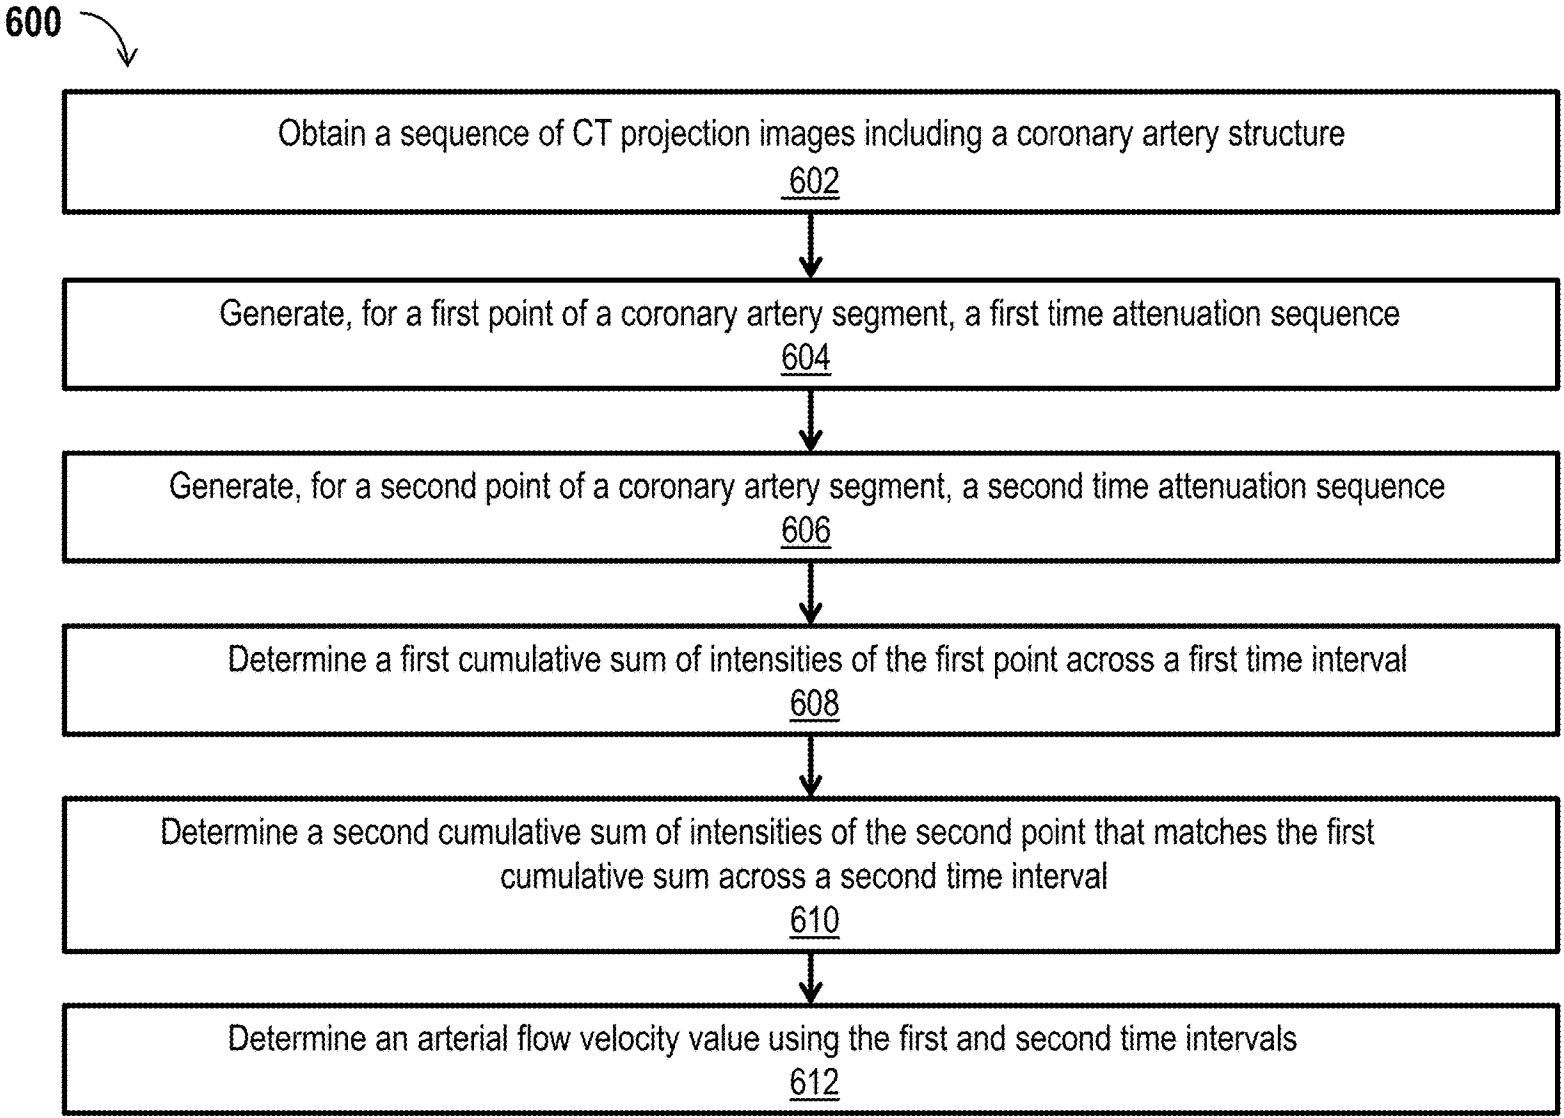 600
Obtain a sequence of CT projection images including a coronary artery structure
602
Generate, for a first point of a coronary artery segment, a first time attenuation sequence
604
Generate, for a second point of a coronary artery segment, a second time attenuation sequence
606
Determine a first cumulative sum of intensities of the first point across a first time interval
608
Determine a second cumulative sum of intensities of the second point that matches the first
cumulative sum across a second time interval
610
Determine an arterial flow velocity value using the first and second time intervals
612